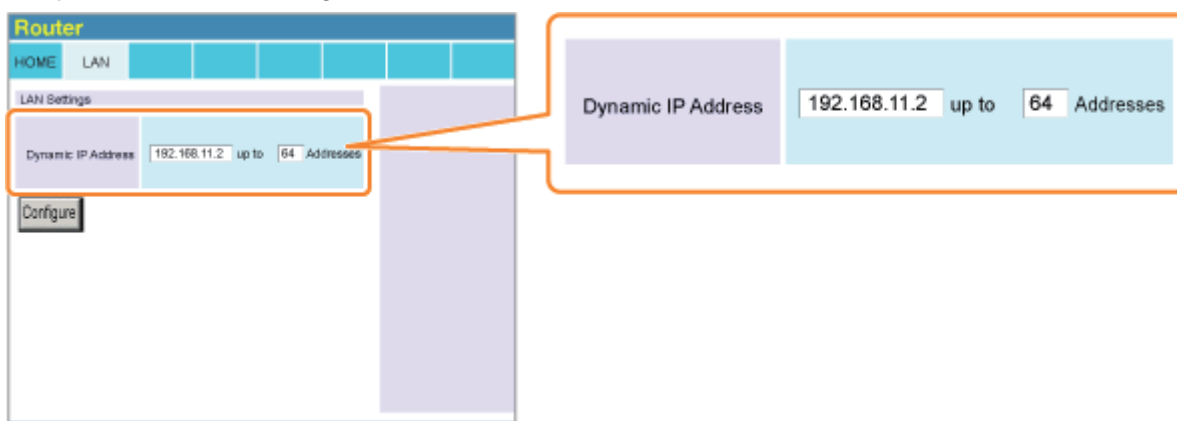 Router
HOME LAN
LAN Settings
Dynamic IP Address 192.168.11.2 up to 64 Addresses
Configure
Dynamic IP Address 192.168.11.2 up to 64 Addresses